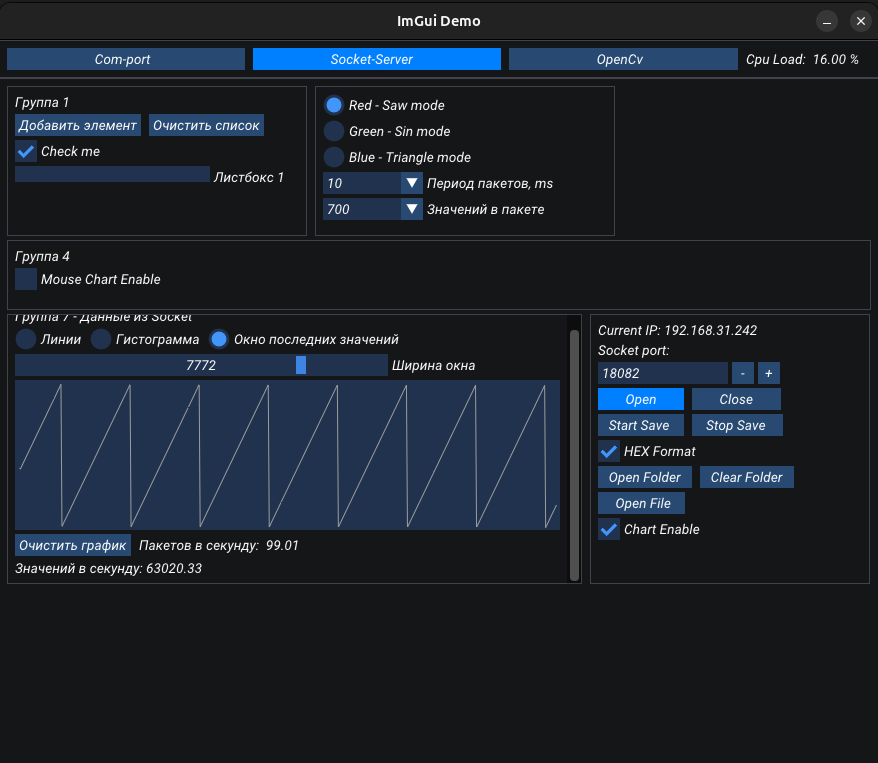 ImGui Demo
Com-port Socket-Server OpenCv Cpu Load: 16.00 %
Группа 1
Добавить элемент Очистить список
Check me
Листбокс 1
Red - Saw mode
Green - Sin mode
Blue - Triangle mode
10 Период пакетов, ms
700 Значений в пакете
Группа 4
Mouse Chart Enable
Группа 7 - Данные из Socket
Линии Гистограмма Окно последних значений
7772 Ширина окна
Очистить график Пакетов в секунду: 99.01
Значений в секунду: 63020.33
Current IP: 192.168.31.242
Socket port:
18082 - +
Open Close
Start Save Stop Save
HEX Format
Open Folder Clear Folder
Open File
Chart Enable